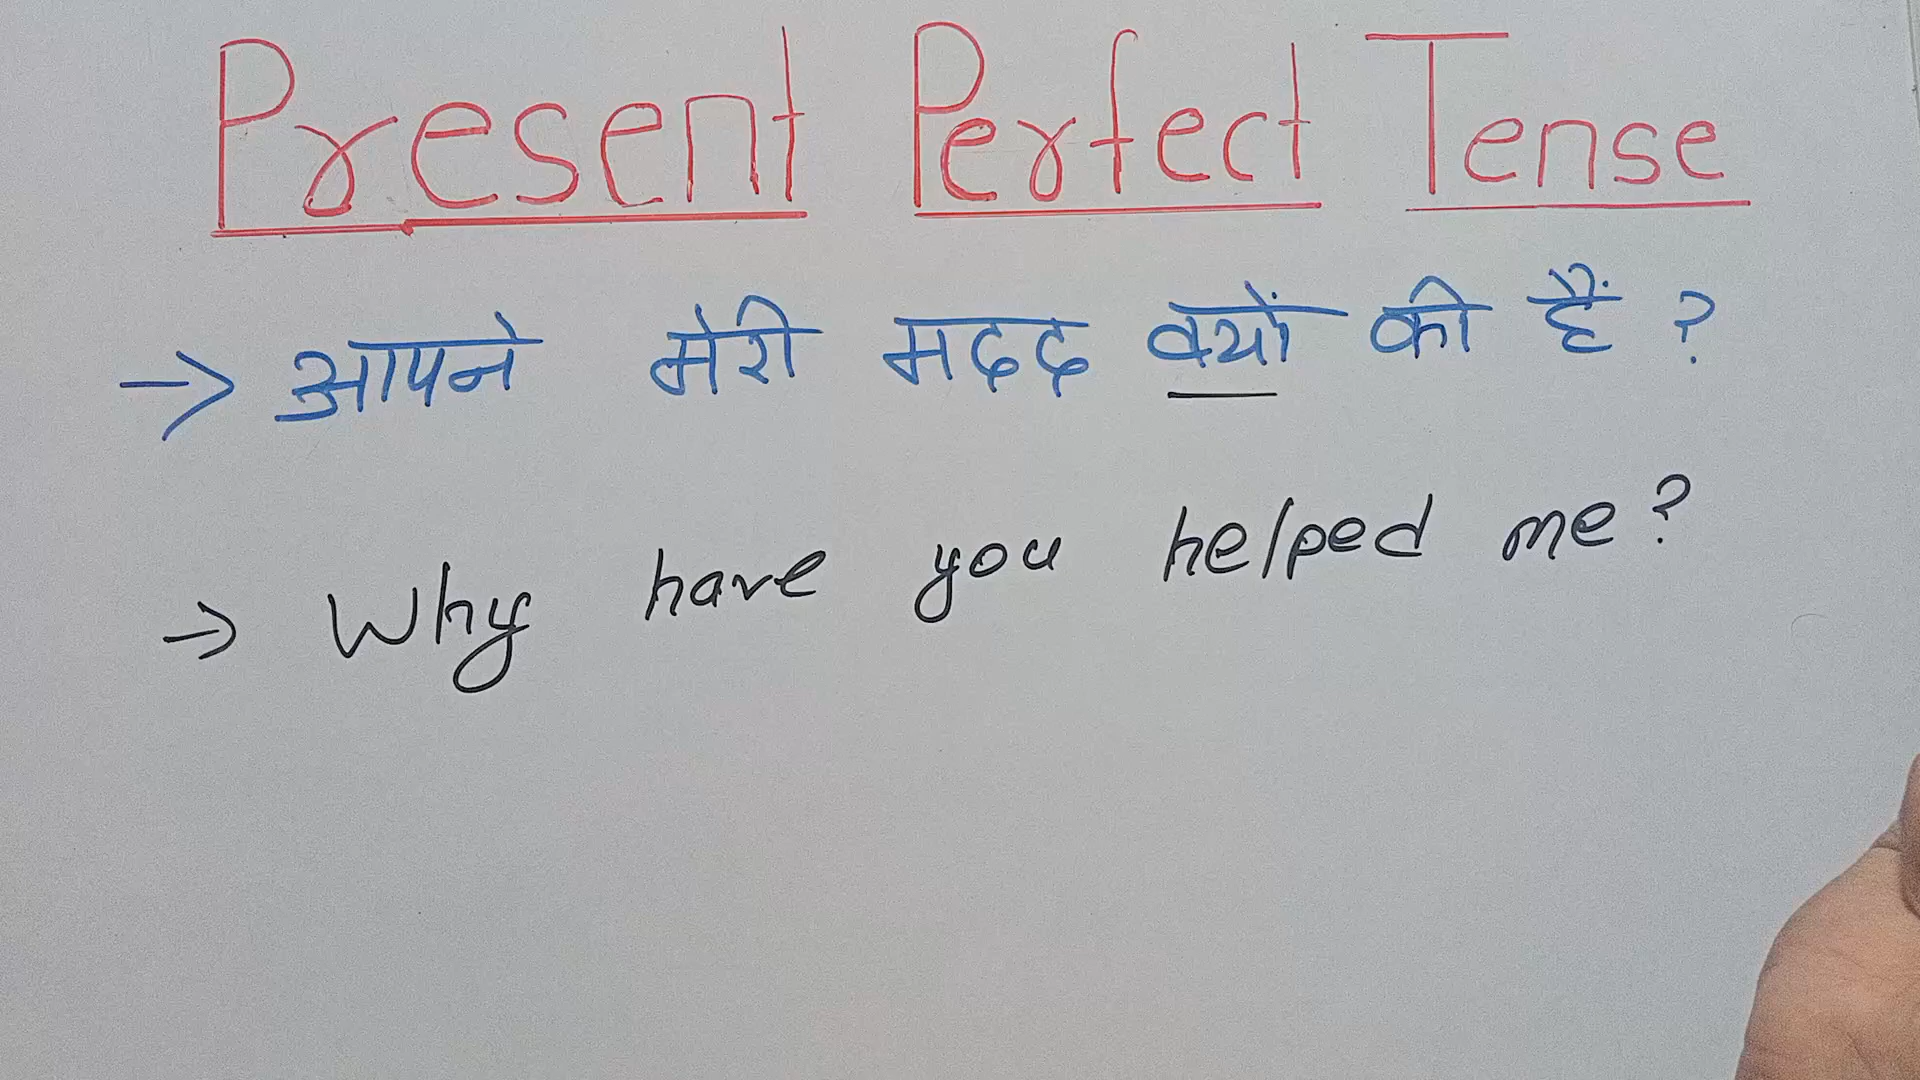 Present Perfect Tense
→ आपने मेरी मदद क्यों की हैं ?
→ Why have you helped me?